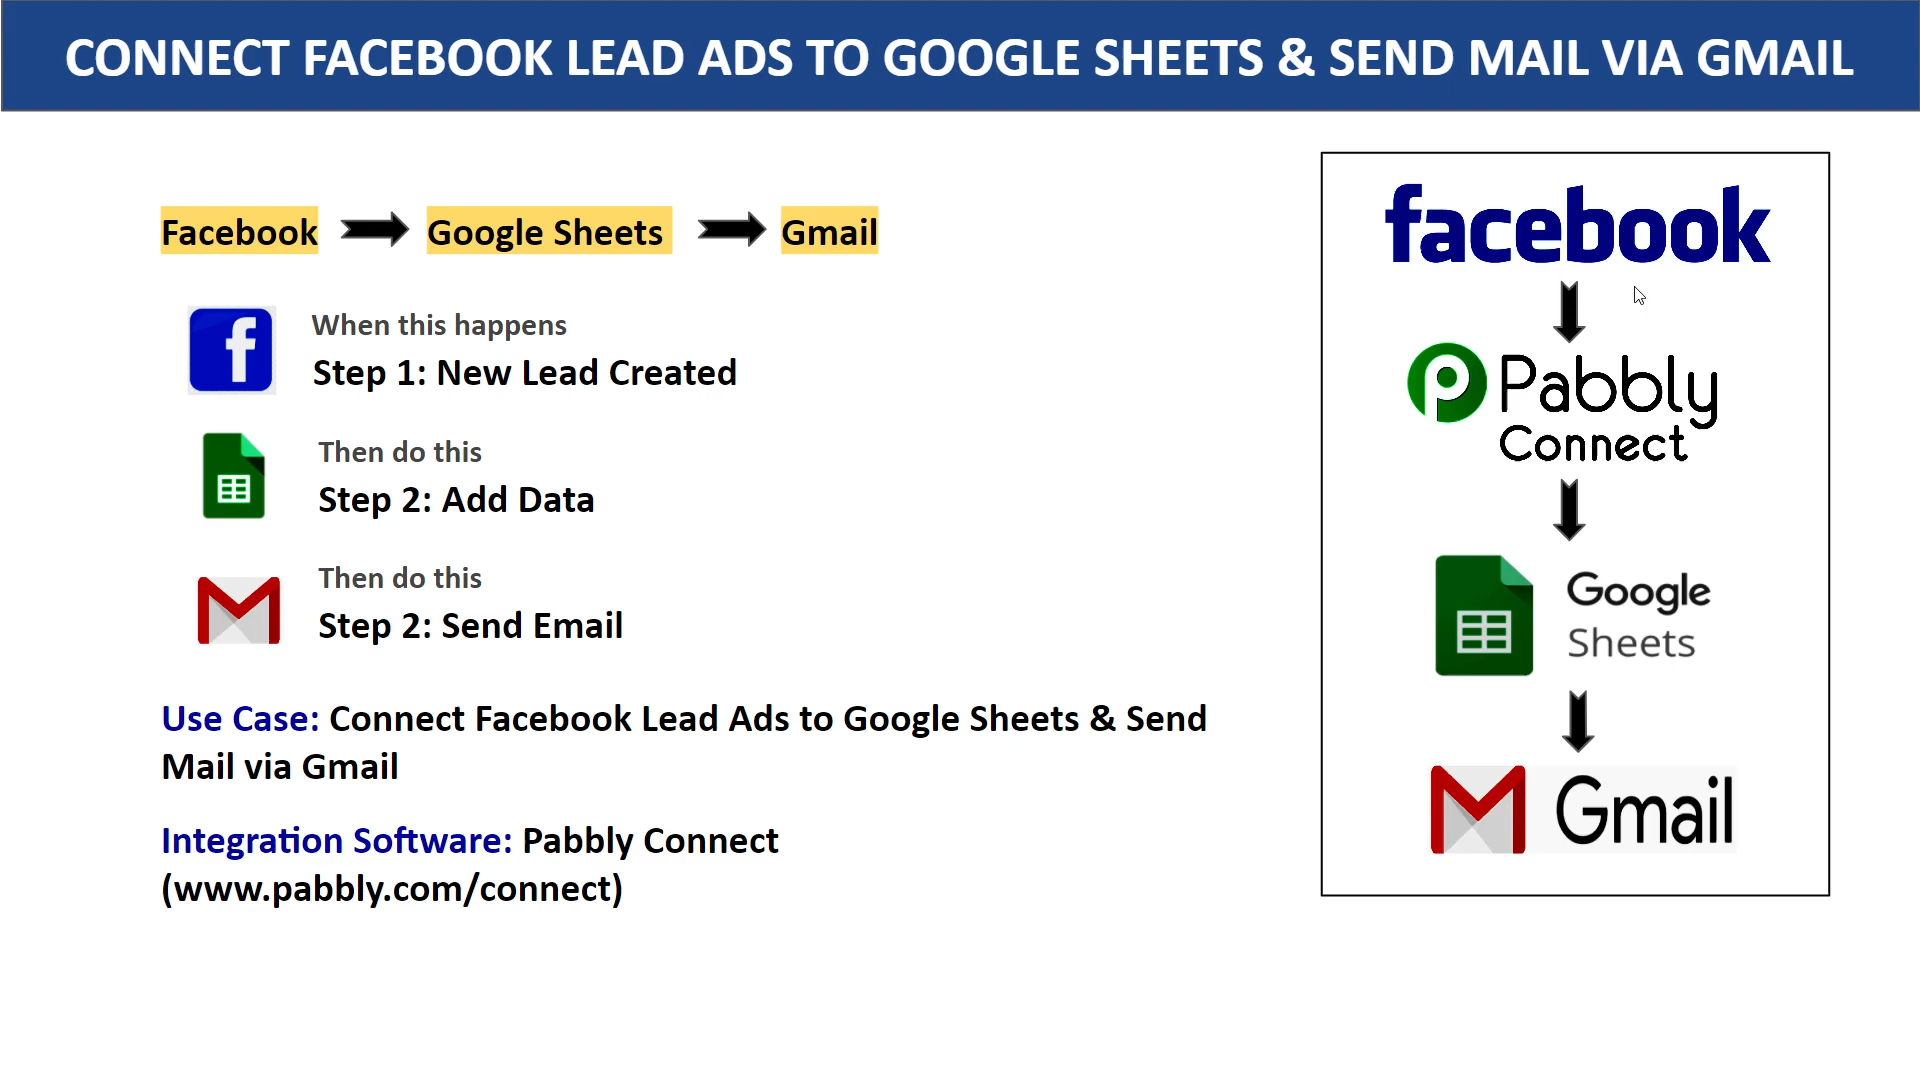 CONNECT FACEBOOK LEAD ADS TO GOOGLE SHEETS & SEND MAIL VIA GMAIL
Facebook Google Sheets Gmail
When this happens
Step 1: New Lead Created
Then do this
Step 2: Add Data
Then do this
Step 2: Send Email
Use Case: Connect Facebook Lead Ads to Google Sheets & Send
Mail via Gmail
Integration Software: Pabbly Connect
(www.pabbly.com/connect)
facebook
Pabbly
Connect
Google
Sheets
Gmail